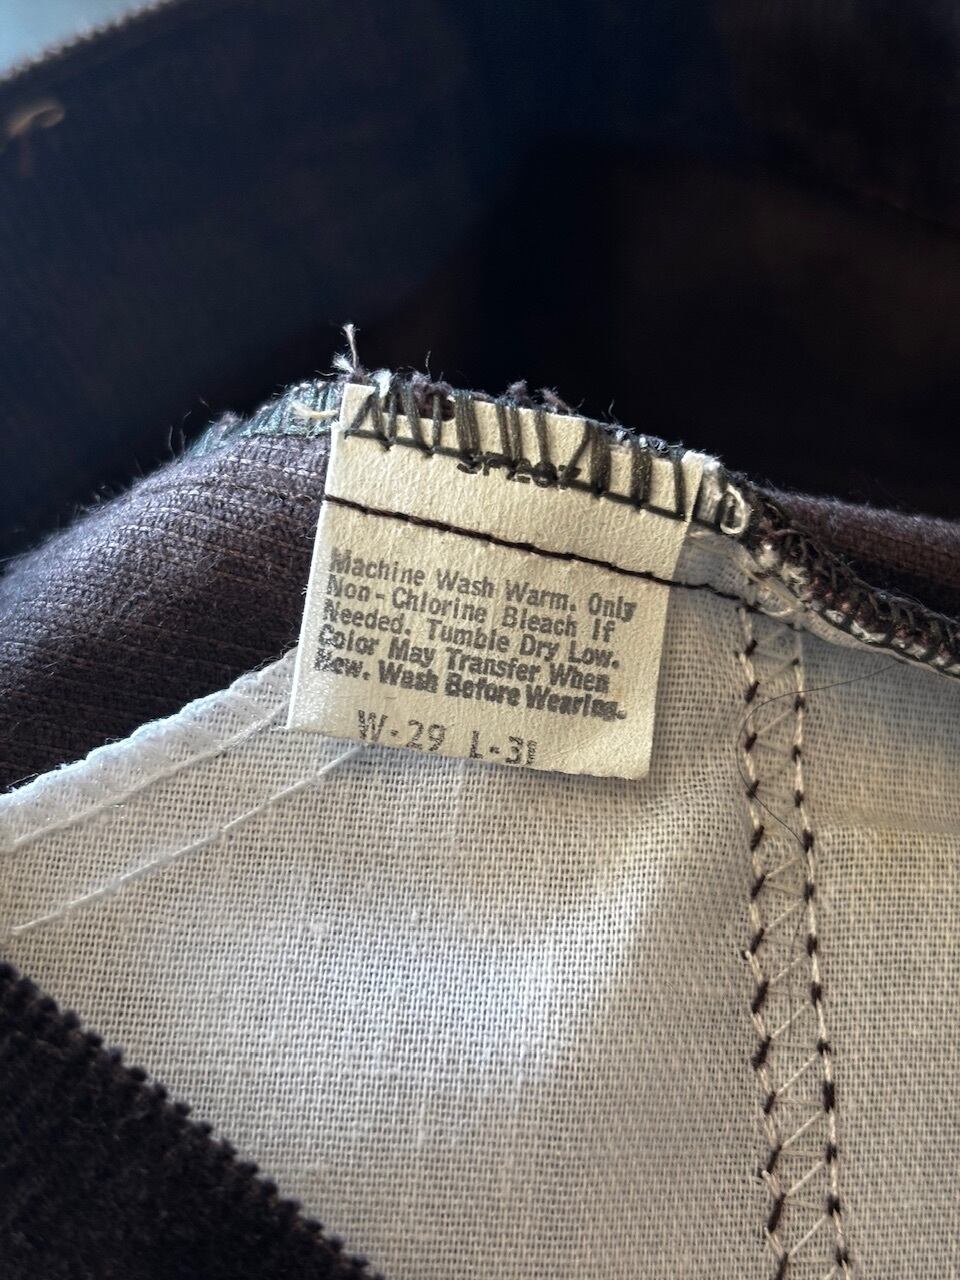 Machine Wash Warm. Only
Non-Chlorine Bleach If
Needed. Tumble Dry Low.
Color May Transfer When
New. Wash Before Wearing.
W-29